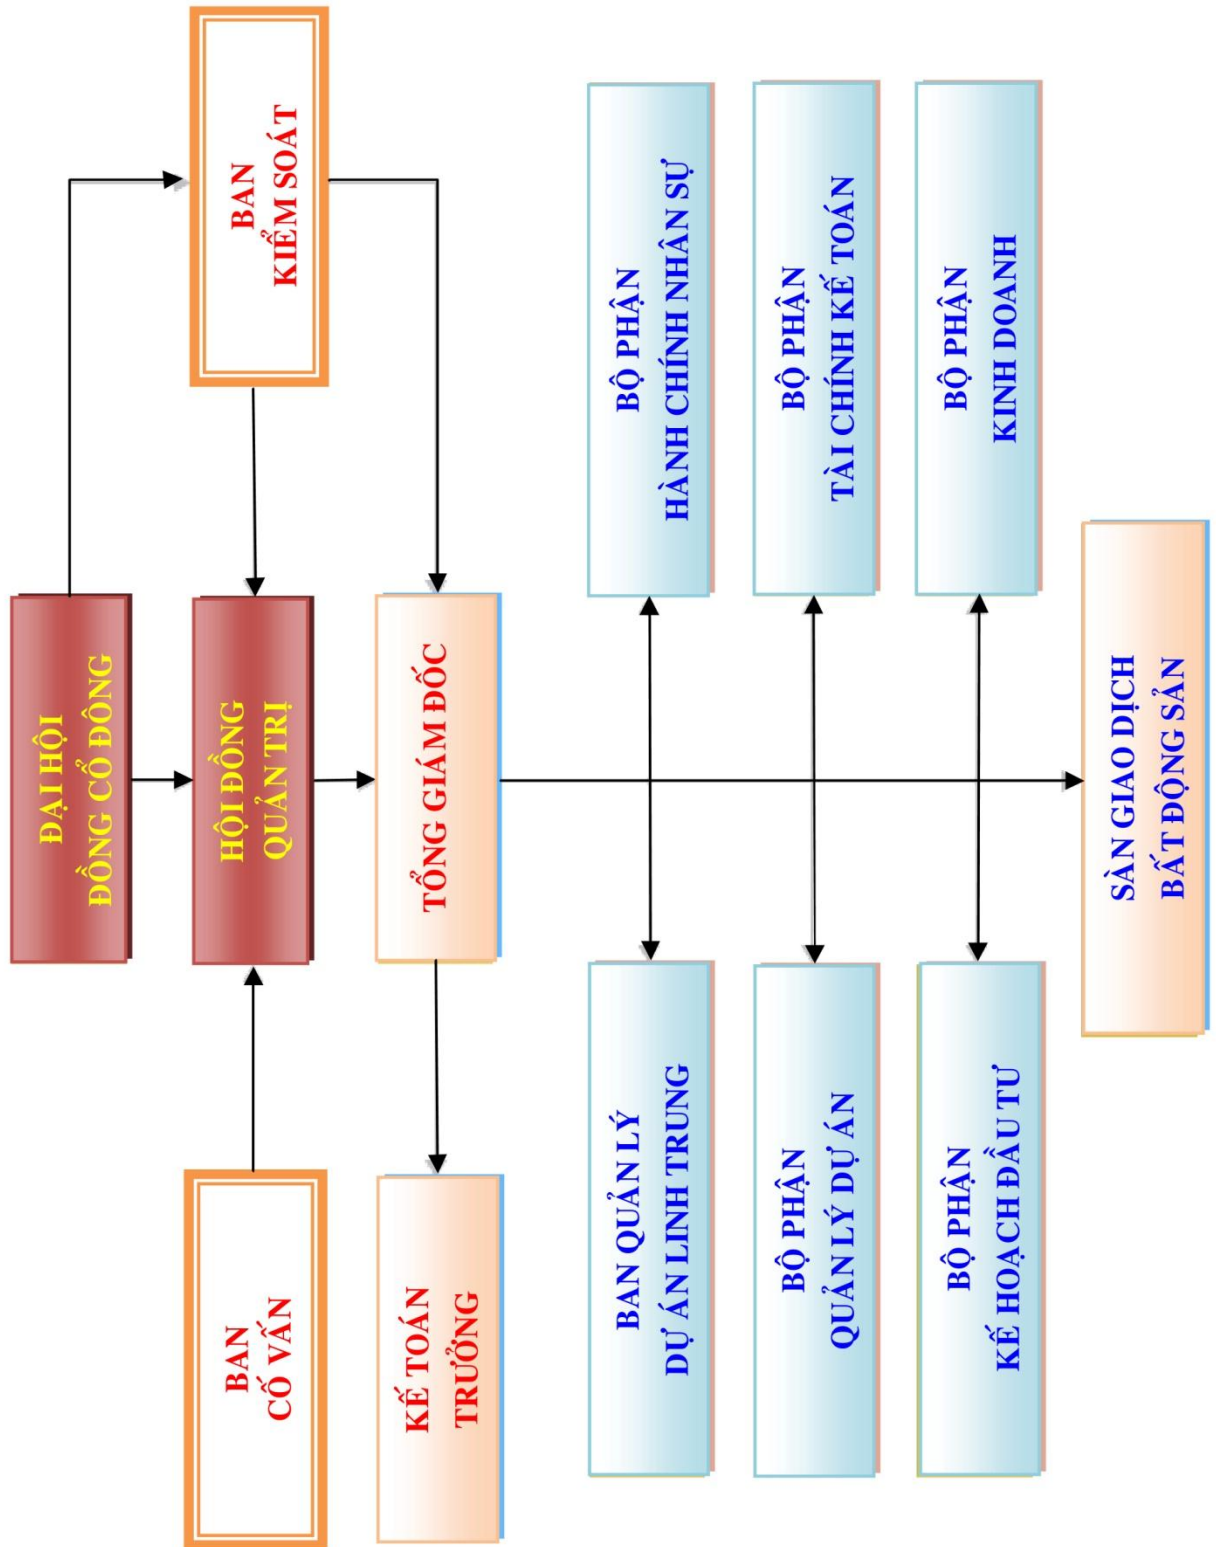 ĐẠI HỘI
ĐỒNG CỔ ĐÔNG
BAN
CỐ VẤN
HỘI ĐỒNG
QUẢN TRỊ
BAN
KIỂM SOÁT
KẾ TOÁN
TRƯỞNG
TỔNG GIÁM ĐỐC
BAN QUẢN LÝ
DỰ ÁN LINH TRUNG
BỘ PHẬN
HÀNH CHÍNH NHÂN SỰ
BỘ PHẬN
QUẢN LÝ DỰ ÁN
BỘ PHẬN
TÀI CHÍNH KẾ TOÁN
BỘ PHẬN
KẾ HOẠCH ĐẦU TƯ
BỘ PHẬN
KINH DOANH
SÀN GIAO DỊCH
BẤT ĐỘNG SẢN